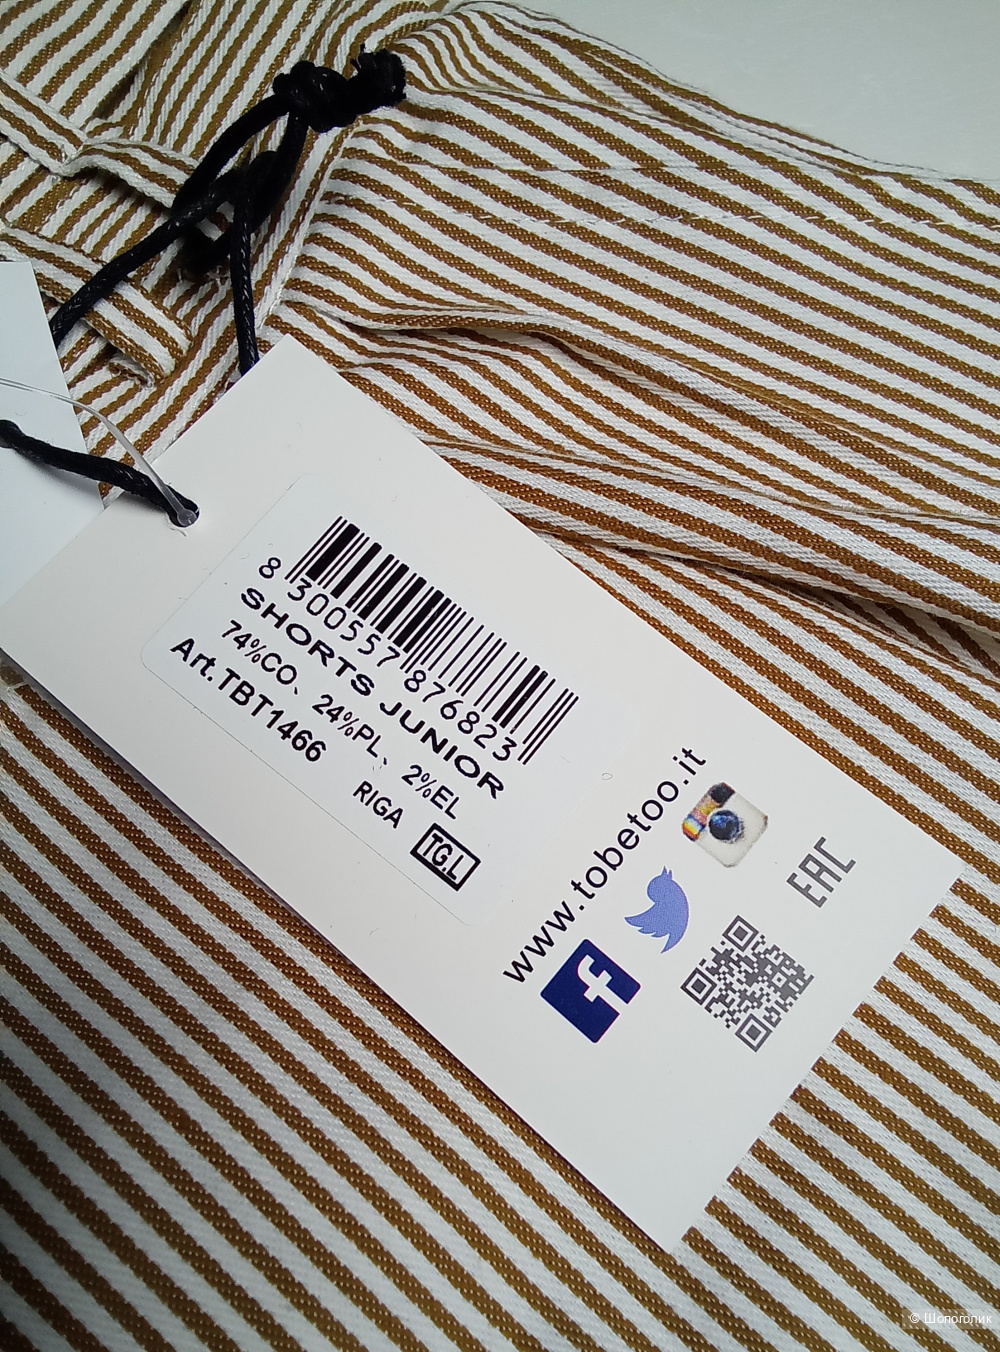 8 300557 876823
SHORTS JUNIOR
74%CO、24%PL、2%EL
Art.TBT1466
RIGA
TG.L
www.tobetoo.it
f
EAC
© Шопоголик